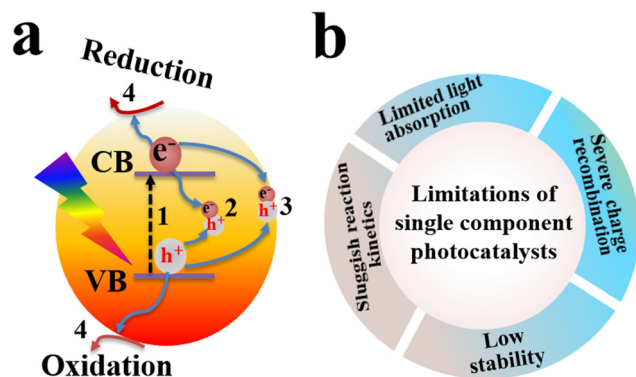 a
Reduction
4
e⁻
CB
1
e⁻
h⁺
2
e⁻
h⁺
3
h⁺
VB
4
Oxidation
b
Limited light
absorption
Severe charge
recombination
Low
stability
Sluggish reaction
kinetics
Limitations of
single component
photocatalysts